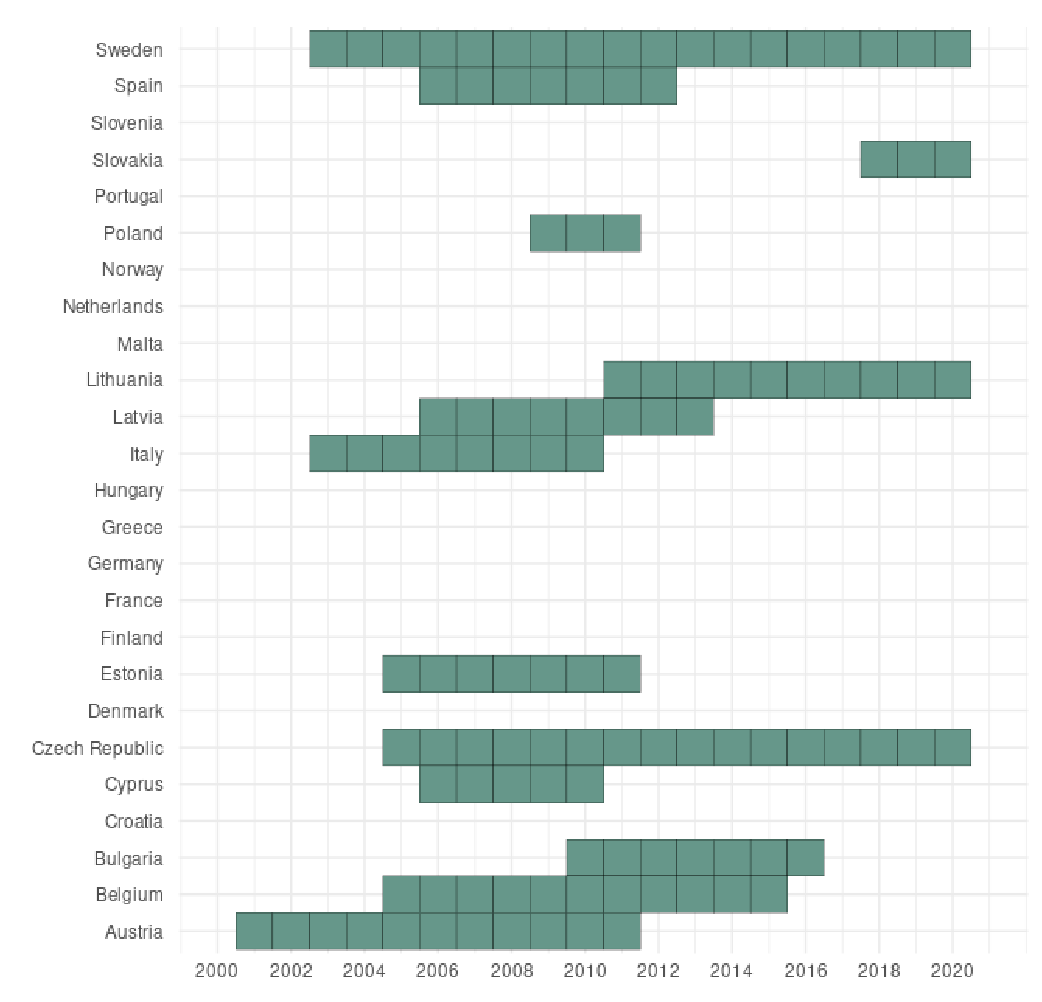 Sweden
Spain
Slovenia
Slovakia
Portugal
Poland
Norway
Netherlands
Malta
Lithuania
Latvia
Italy
Hungary
Greece
Germany
France
Finland
Estonia
Denmark
Czech Republic
Cyprus
Croatia
Bulgaria
Belgium
Austria
2000 2002 2004 2006 2008 2010 2012 2014 2016 2018 2020